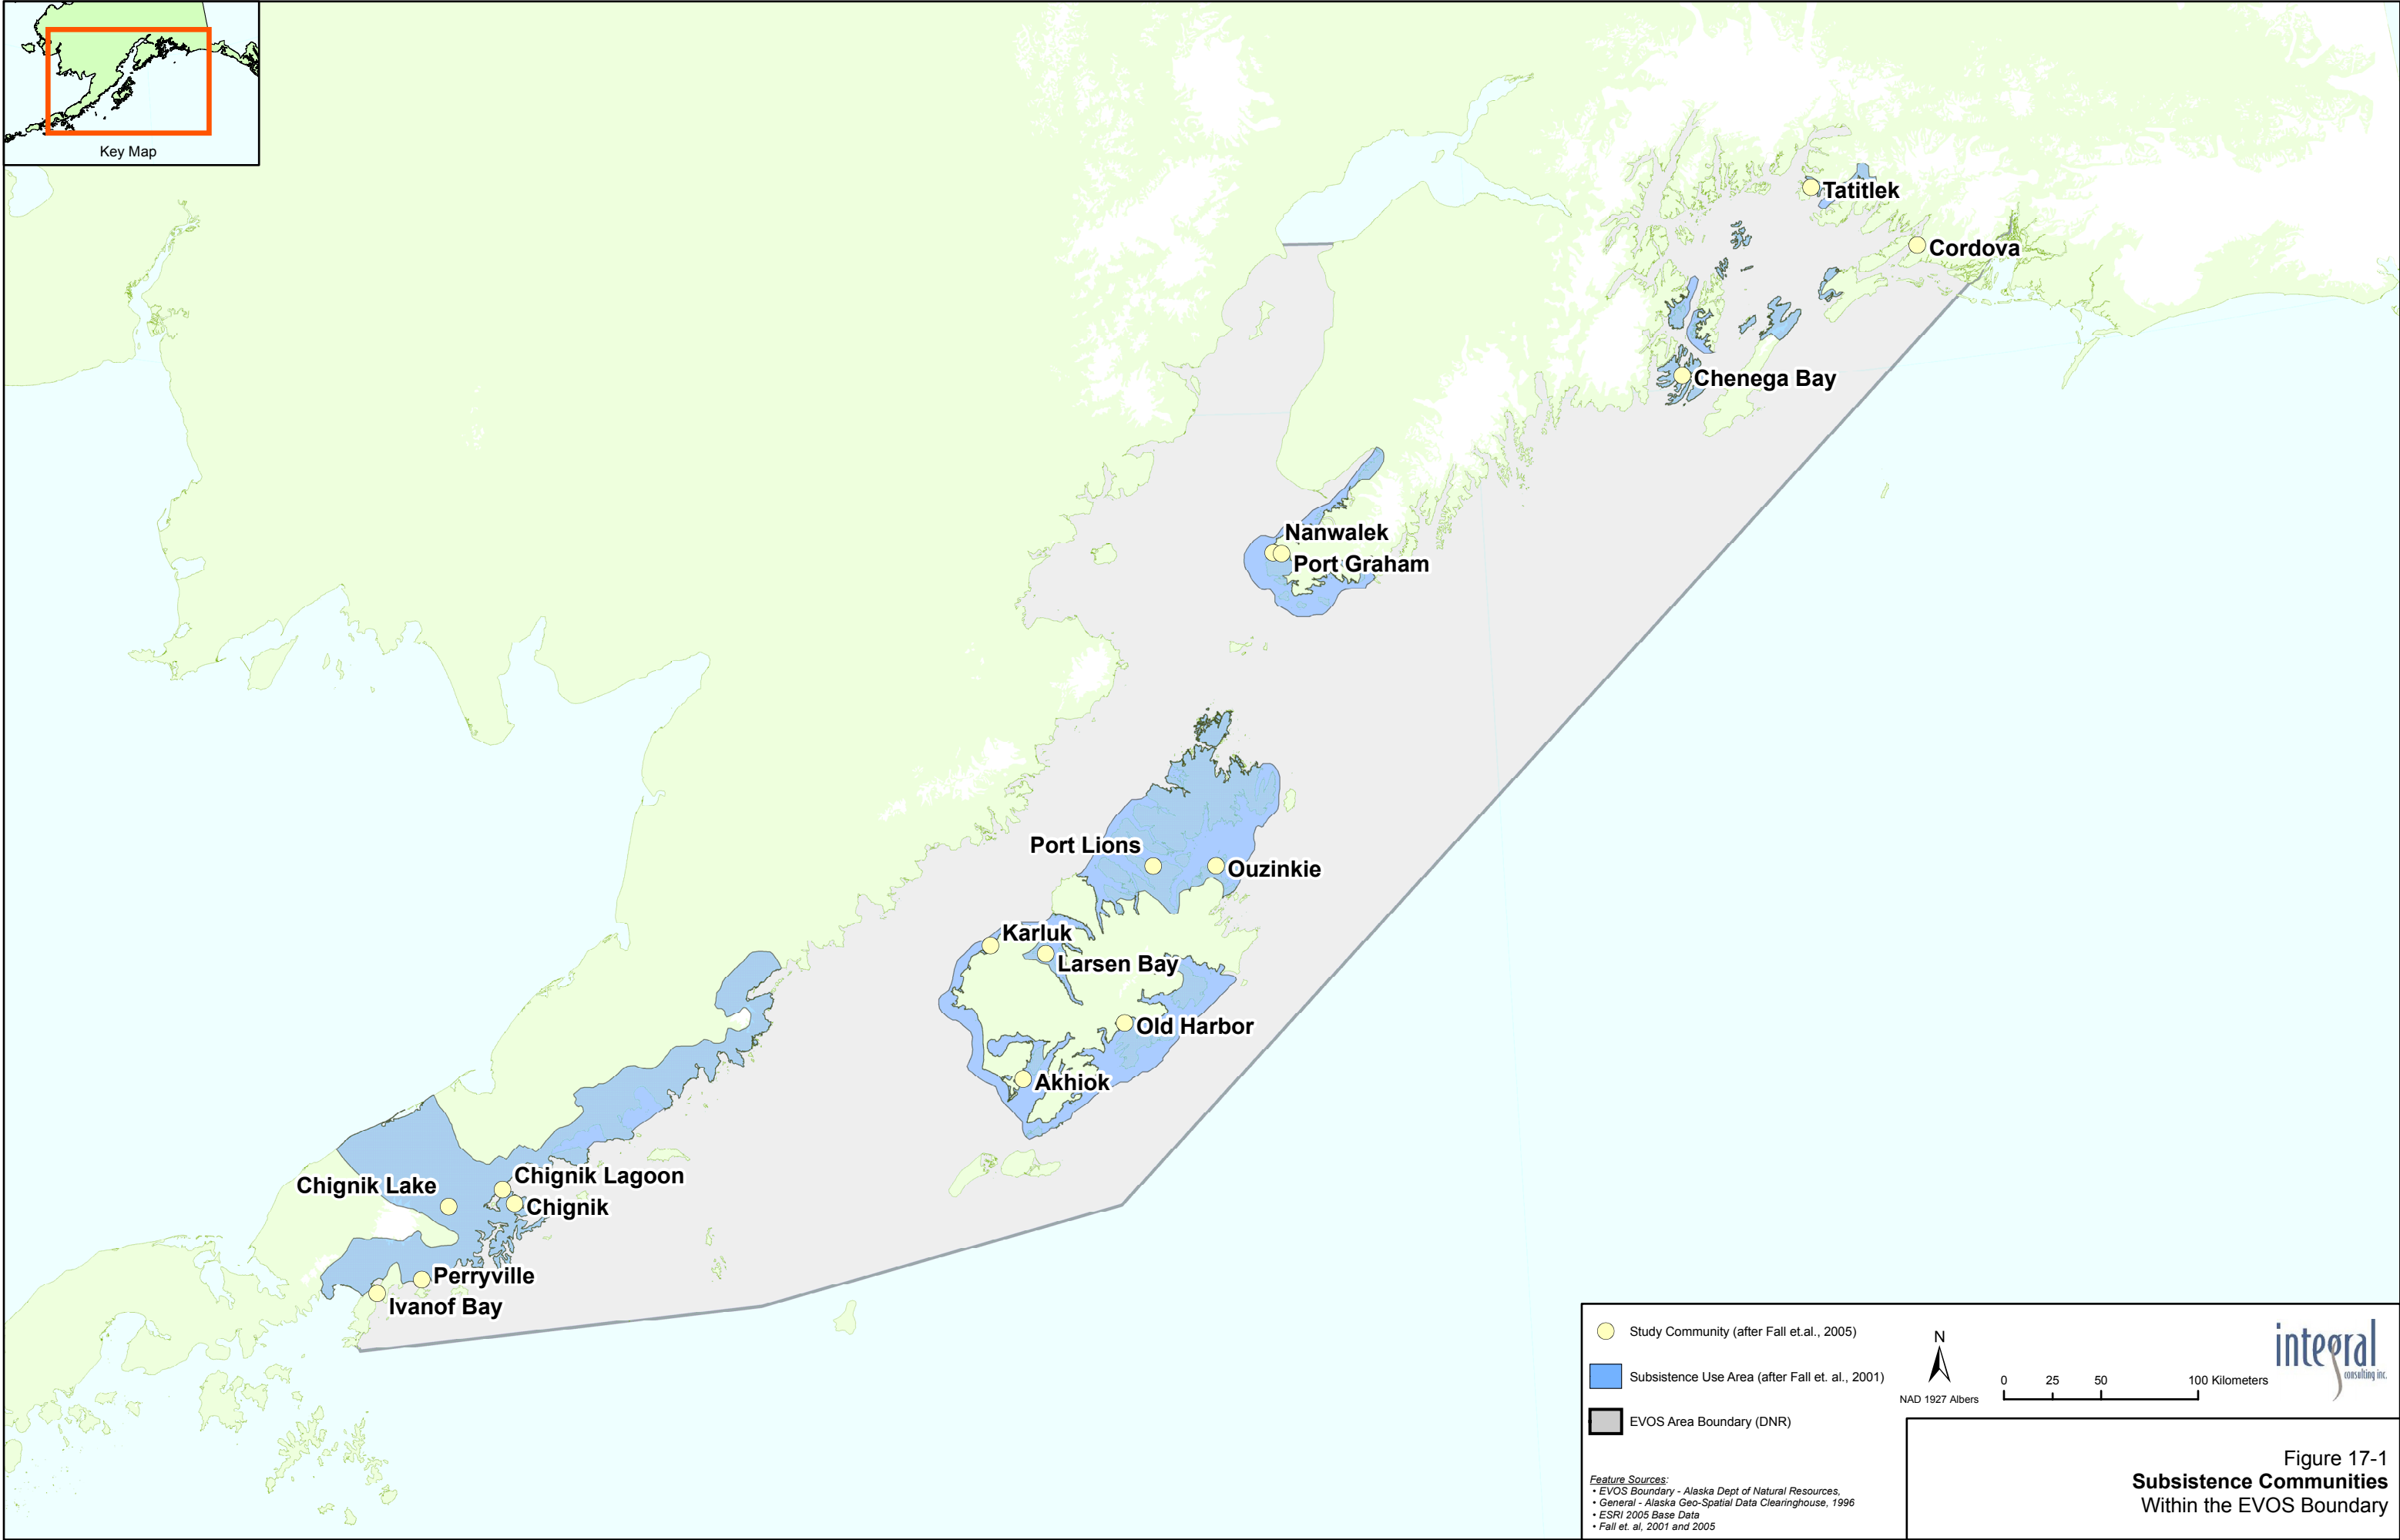 Key Map
Tatitlek
Cordova
Chenega Bay
Nanwalek
Port Graham
Port Lions
Ouzinkie
Karluk
Larsen Bay
Old Harbor
Akhiok
Chignik Lagoon
Chignik Lake
Chignik
Perryville
Ivanof Bay
Study Community (after Fall et.al., 2005)
Subsistence Use Area (after Fall et. al., 2001)
EVOS Area Boundary (DNR)
N
NAD 1927 Albers
0 25 50 100 Kilometers
integral
consulting inc.
Feature Sources:
• EVOS Boundary - Alaska Dept of Natural Resources,
• General - Alaska Geo-Spatial Data Clearinghouse, 1996
• ESRI 2005 Base Data
• Fall et. al, 2001 and 2005
Figure 17-1
Subsistence Communities
Within the EVOS Boundary